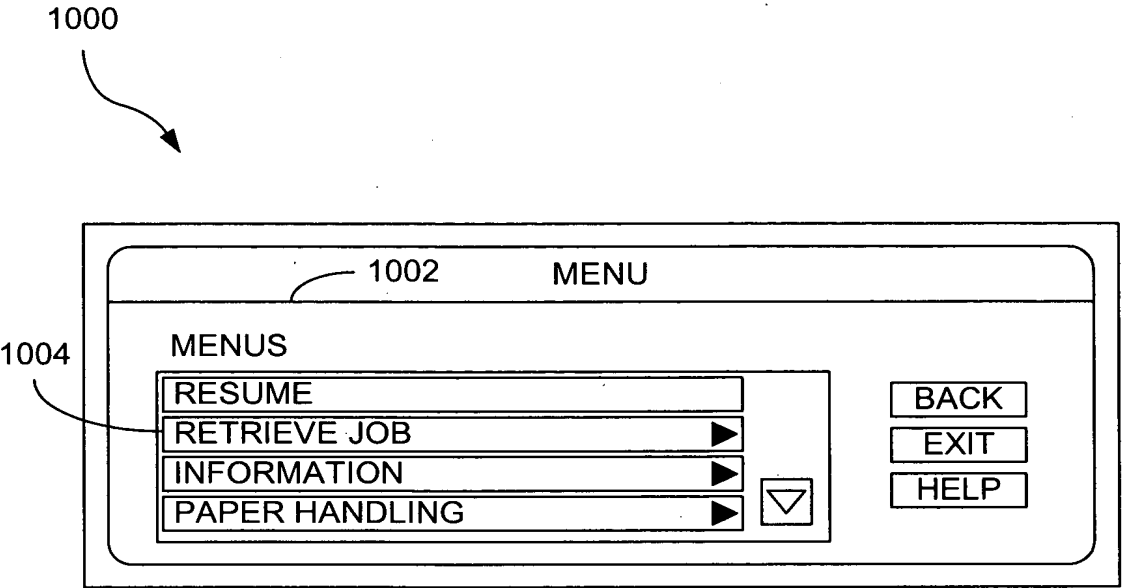 1000
1002 MENU
1004
MENUS
RESUME
RETRIEVE JOB
INFORMATION
PAPER HANDLING
BACK
EXIT
HELP